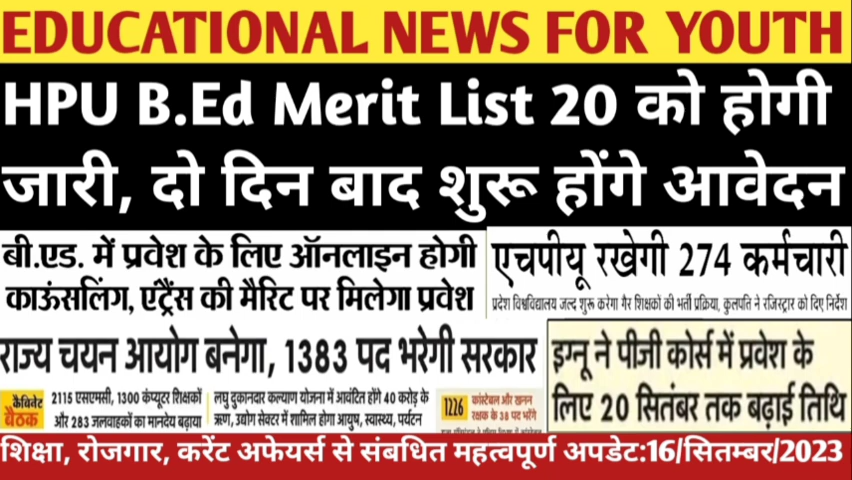 EDUCATIONAL NEWS FOR YOUTH
HPU B.Ed Merit List 20 को होगी
जारी, दो दिन बाद शुरू होंगे आवेदन
बी.एड. में प्रवेश के लिए ऑनलाइन होगी
काऊंसलिंग, एंट्रैंस की मैरिट पर मिलेगा प्रवेश
एचपीयू रखेगी 274 कर्मचारी
प्रदेश विश्वविद्यालय जल्द शुरू करेगा गैर शिक्षकों की भर्ती प्रक्रिया, कुलपति ने रजिस्ट्रार को दिए निर्देश
राज्य चयन आयोग बनेगा, 1383 पद भरेगी सरकार
कैबिनेट
बैठक
2115 एसएमसी, 1300 कंप्यूटर शिक्षकों
और 283 जलवाहकों का मानदेय बढ़ाया
लघु दुकानदार कल्याण योजना में आवंटित होंगे 40 करोड़ के
ऋण, उद्योग सेक्टर में शामिल होगा आयुष, स्वास्थ्य, पर्यटन
1226
कांस्टेबल और खनन
रक्षक के 38 पद भरेंगे
इग्नू ने पीजी कोर्स में प्रवेश के
लिए 20 सितंबर तक बढ़ाई तिथि
शिक्षा, रोजगार, करेंट अफेयर्स से संबधित महत्वपूर्ण अपडेट:16/सितम्बर/2023